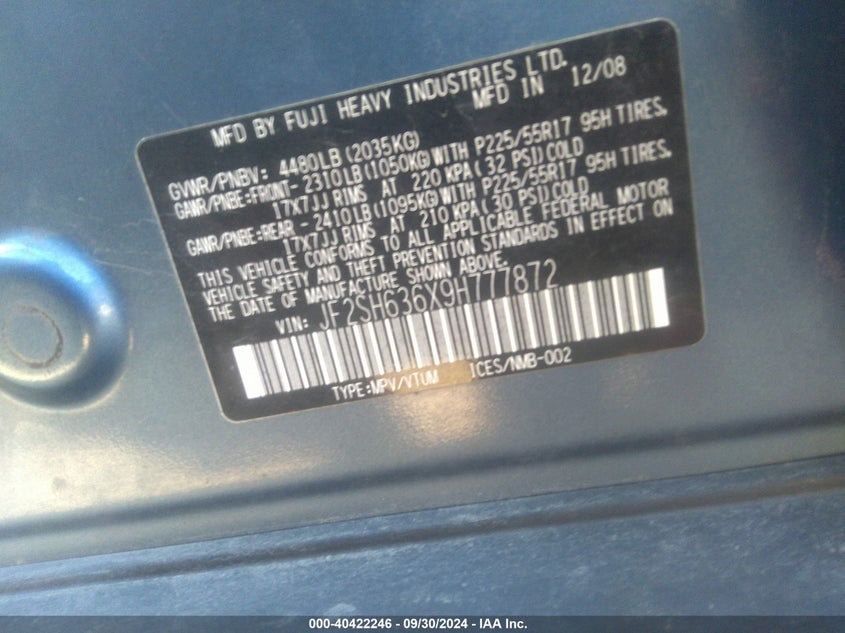 MFD BY FUJI HEAVY INDUSTRIES LTD.
MFD IN 12/08
GVWR/PNBV: 4480LB(2035KG)
GAWR/PNBE:FRONT- 2310LB(1050KG)WITH P225/55R17 95H TIRES,
17X7JJ RIMS AT 220 KPA(32 PSI)COLD
GAWR/PNBE:REAR - 2410LB(1095KG)WITH P225/55R17 95H TIRES,
17X7JJ RIMS AT 210 KPA(30 PSI)COLD
THIS VEHICLE CONFORMS TO ALL APPLICABLE FEDERAL MOTOR
VEHICLE SAFETY AND THEFT PREVENTION STANDARDS IN EFFECT ON
THE DATE OF MANUFACTURE SHOWN ABOVE.
VIN: JF2SH636X9H777872
TYPE:MPV/VTUM ICES/NMB-002
000-40422246 - 09/30/2024 - IAA Inc.